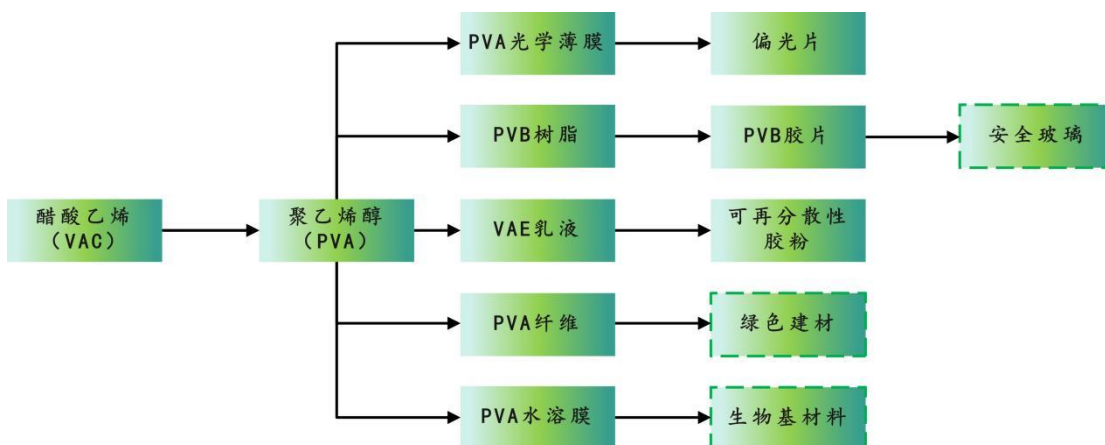 PVA光学薄膜
偏光片
PVB树脂
PVB胶片
安全玻璃
醋酸乙烯
（VAC）
聚乙烯醇
（PVA）
VAE乳液
可再分散性
胶粉
PVA纤维
绿色建材
PVA水溶膜
生物基材料